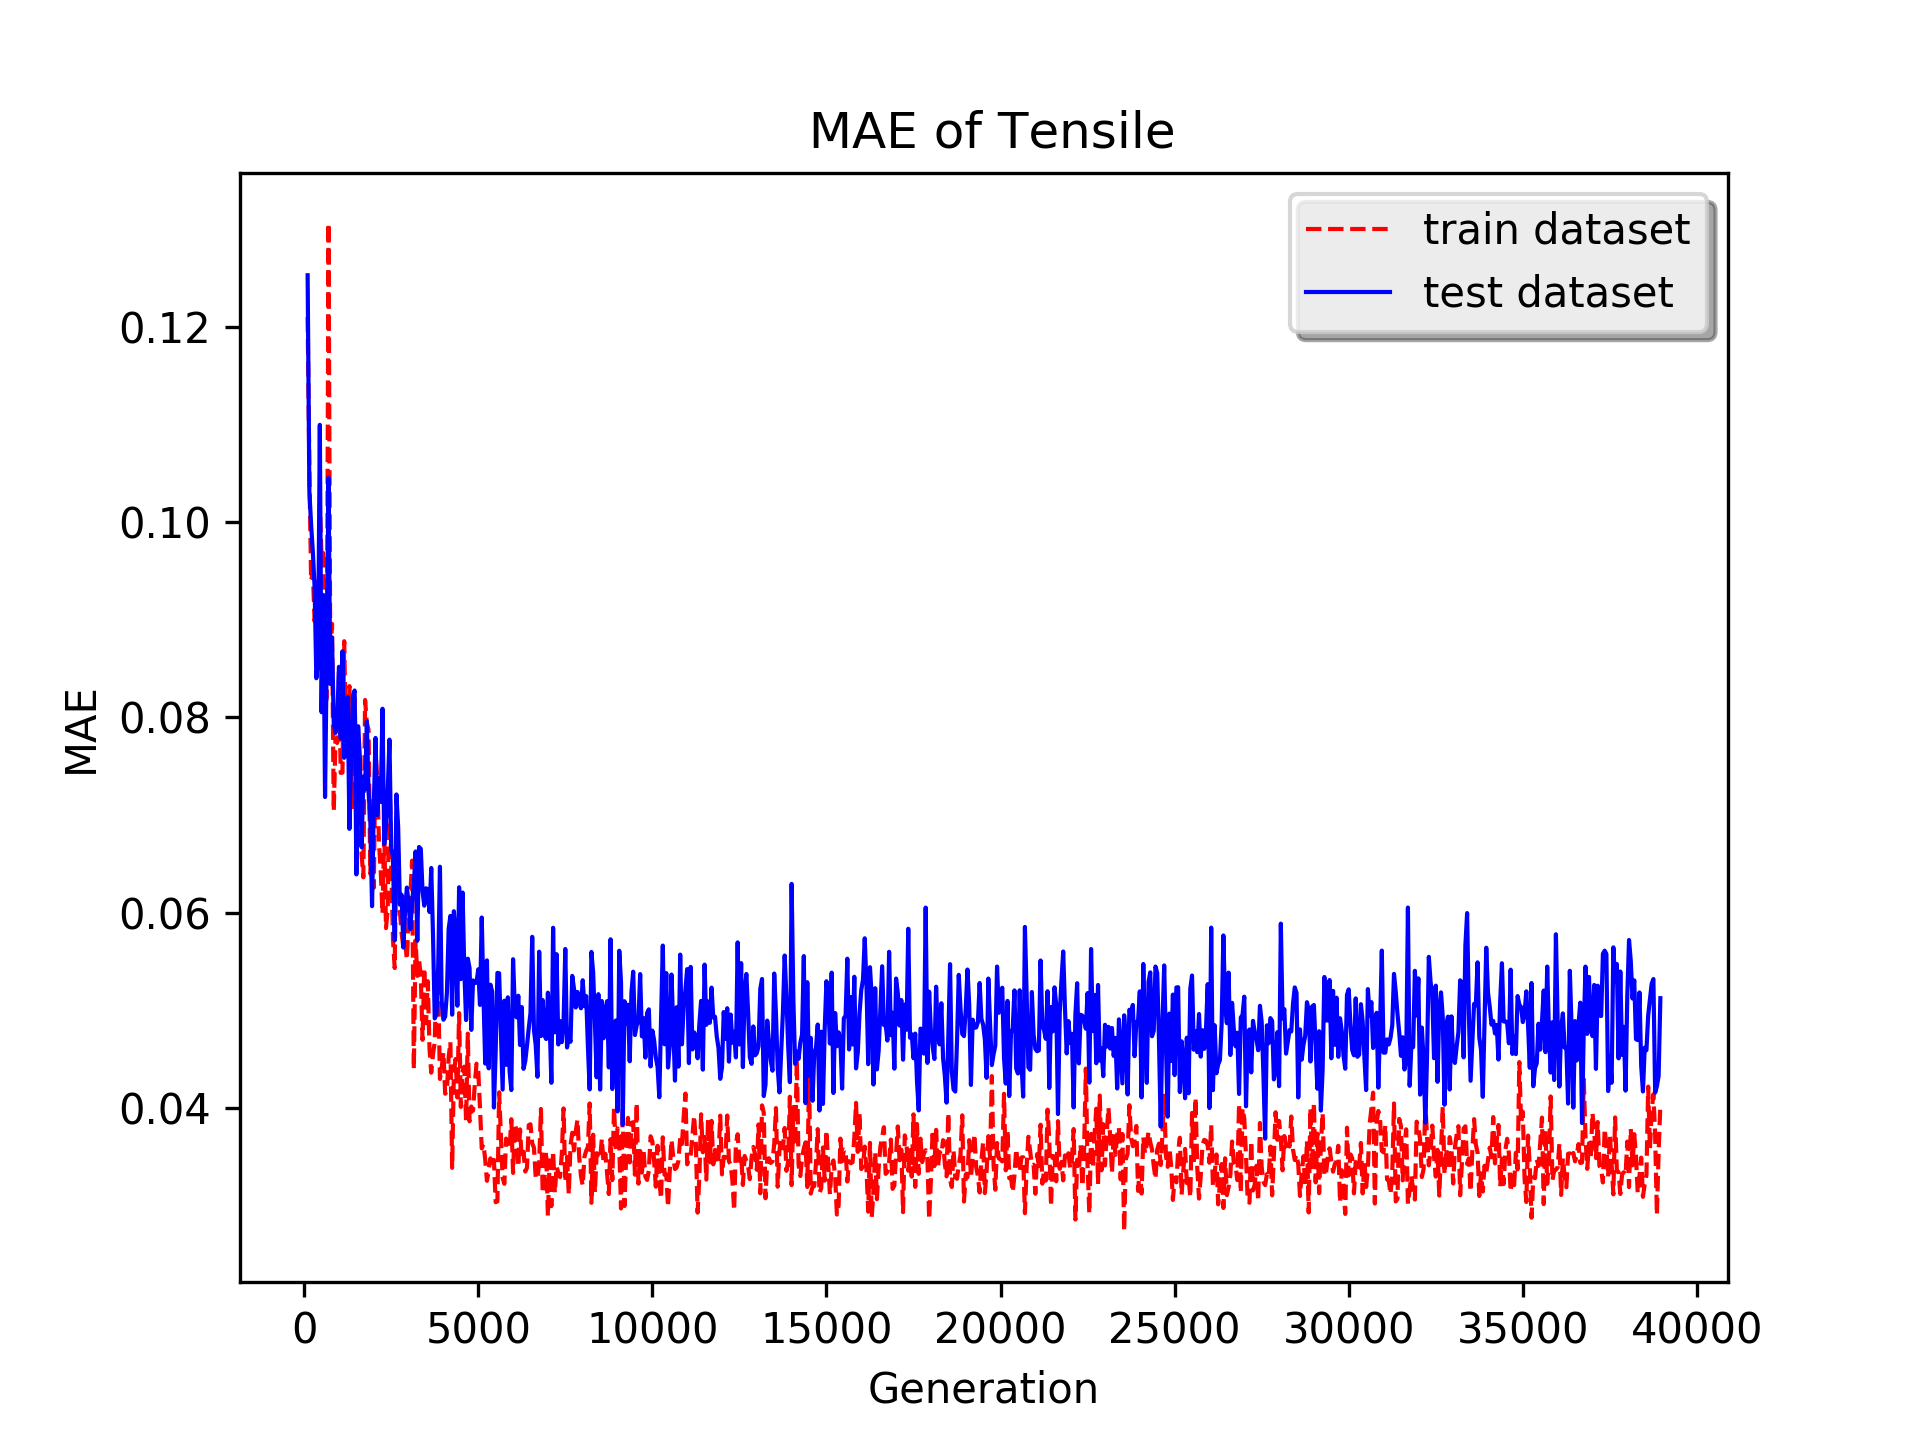 MAE of Tensile
train dataset
test dataset
0.12
0.10
0.08
0.06
0.04
MAE
0 5000 10000 15000 20000 25000 30000 35000 40000
Generation